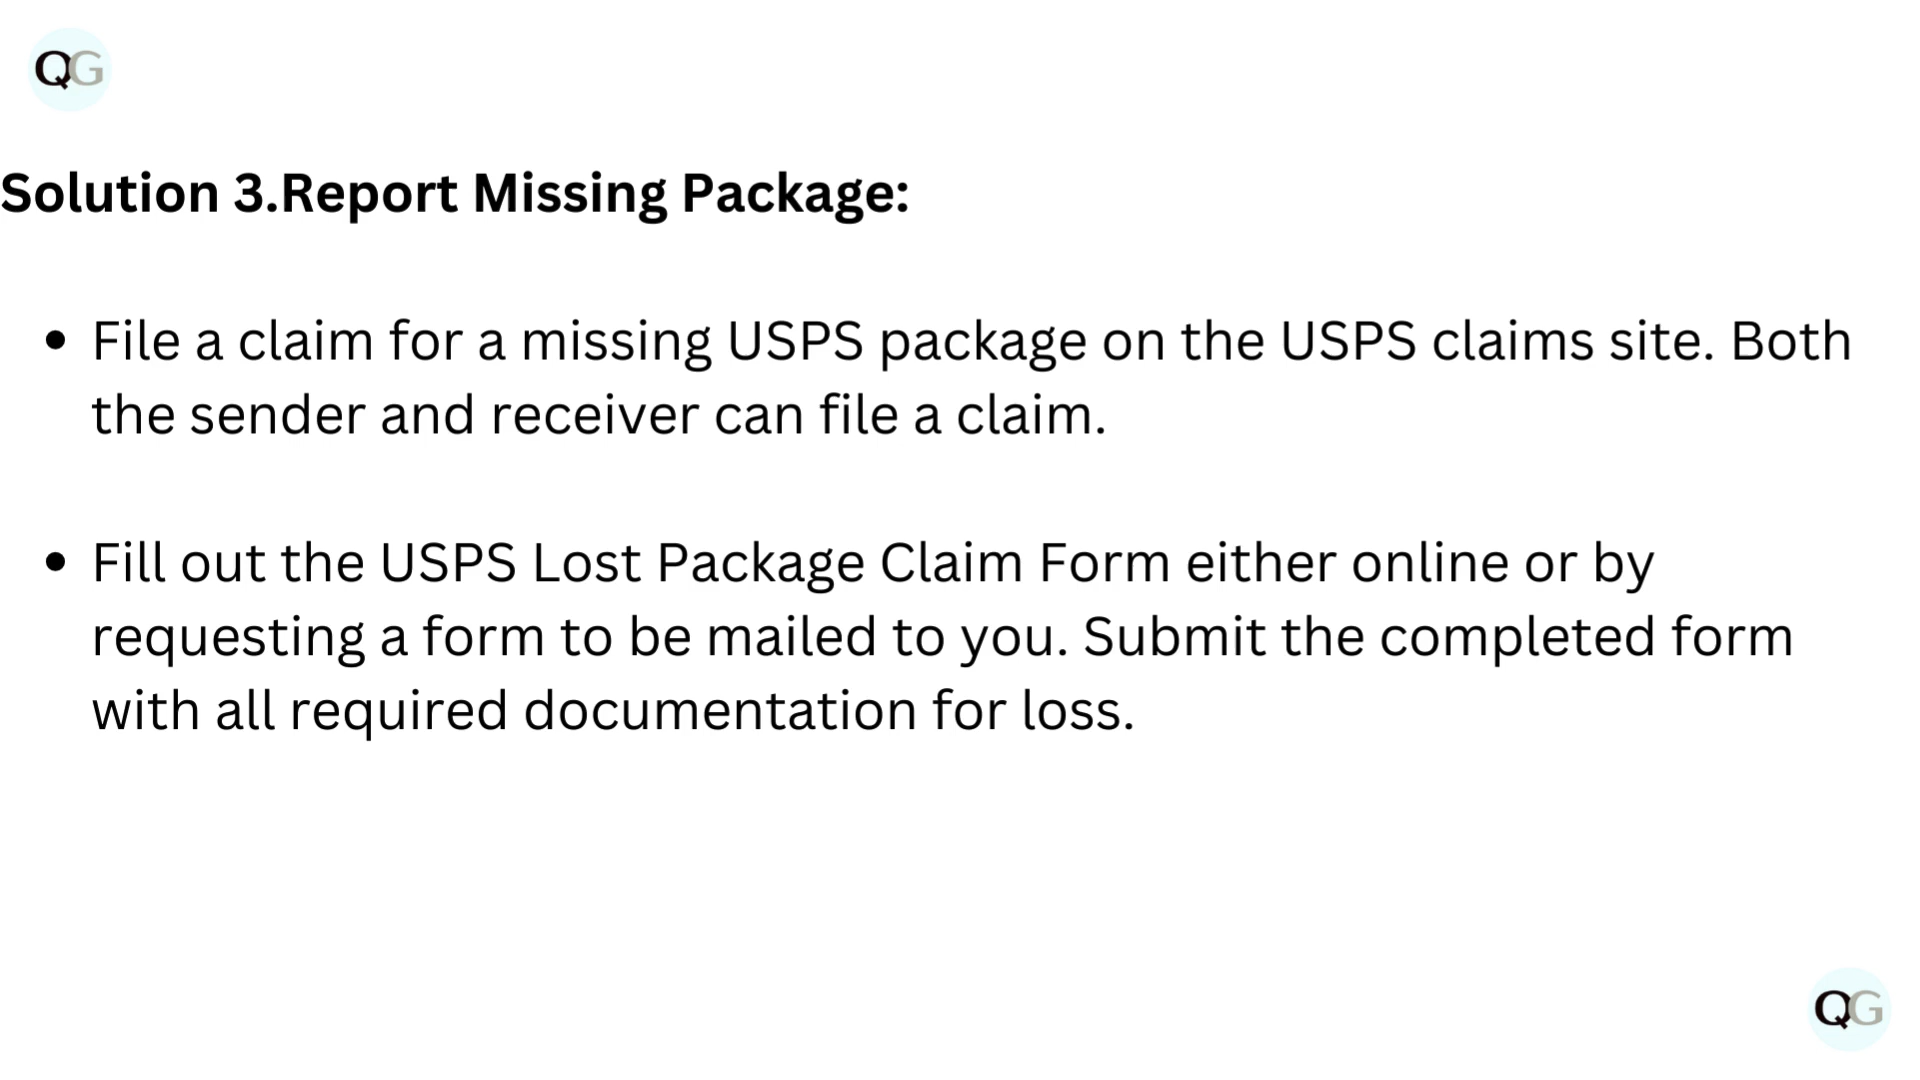 QG
Solution 3.Report Missing Package:
• File a claim for a missing USPS package on the USPS claims site. Both
the sender and receiver can file a claim.
• Fill out the USPS Lost Package Claim Form either online or by
requesting a form to be mailed to you. Submit the completed form
with all required documentation for loss.
QG